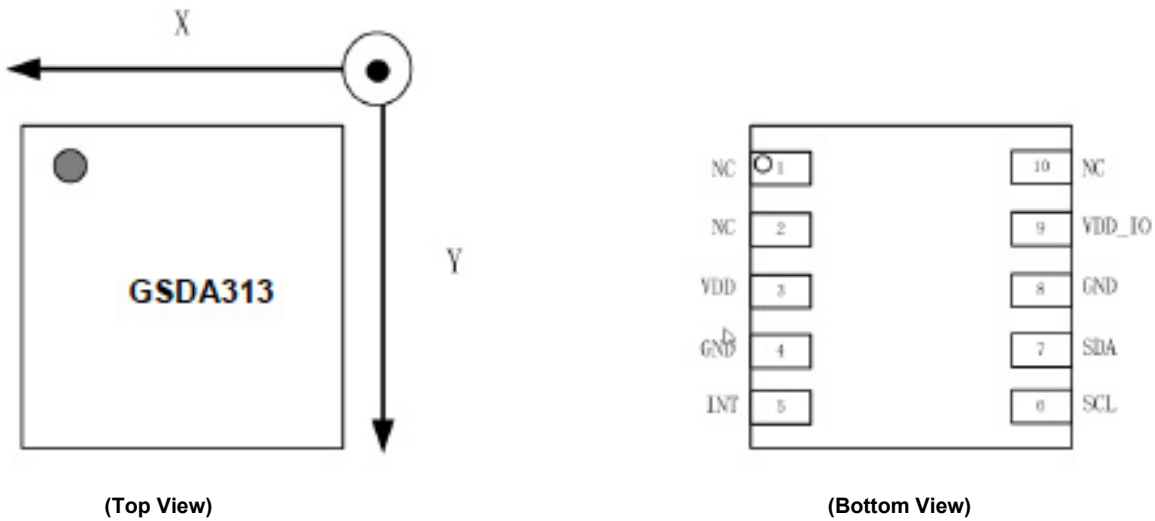 X
Y
GSDA313
(Top View)
NC 1 10 NC
NC 2 9 VDD_IO
VDD 3 8 GND
GND 4 7 SDA
INT 5 6 SCL
(Bottom View)